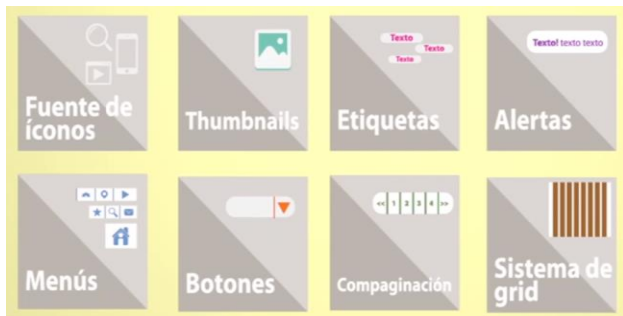 Fuente de
íconos
Thumbnails
Texto
Texto
Texto
Etiquetas
Texto! texto texto
Alertas
Menús
Botones
<< 1 2 3 4 >>
Compaginación
Sistema de
grid